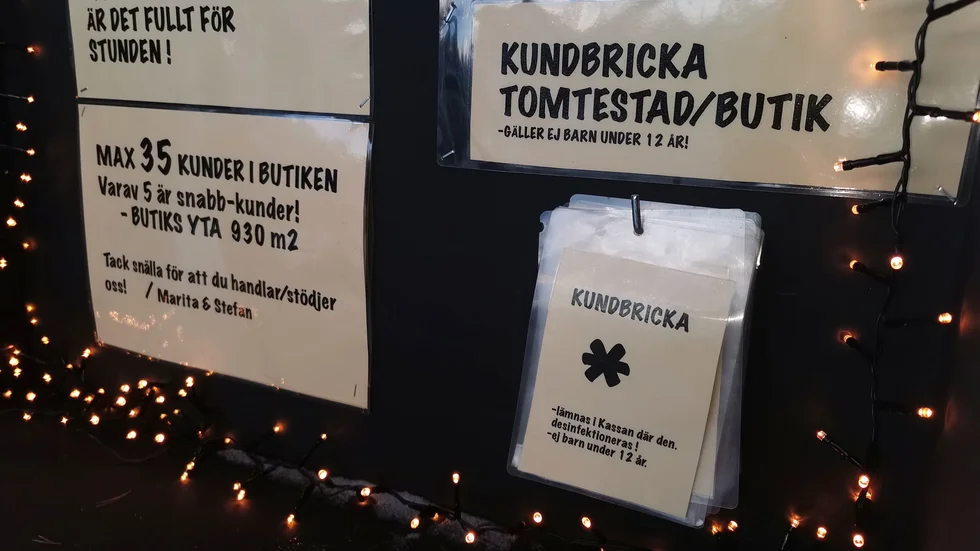 ÄR DET FULLT FÖR
STUNDEN !
MAX 35 KUNDER I BUTIKEN
Varav 5 är snabb-kunder!
- BUTIKS YTA 930 m2
Tack snälla för att du handlar/stödjer
oss! / Marita & Stefan
KUNDBRICKA
TOMTESTAD/BUTIK
-GÄLLER EJ BARN UNDER 12 ÅR!
KUNDBRICKA
*
-lämnas i Kassan där den.
desinfektioneras !
-ej barn under 12 år.